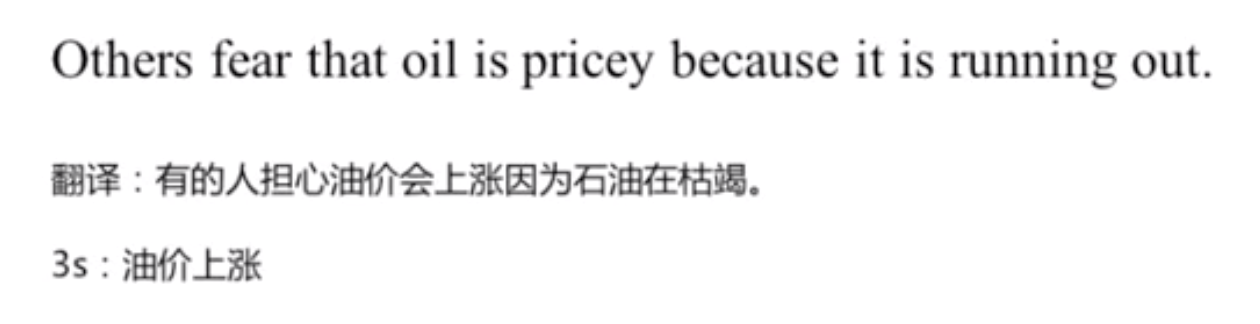 Others fear that oil is pricey because it is running out.
翻译：有的人担心油价会上涨因为石油在枯竭。
3s：油价上涨